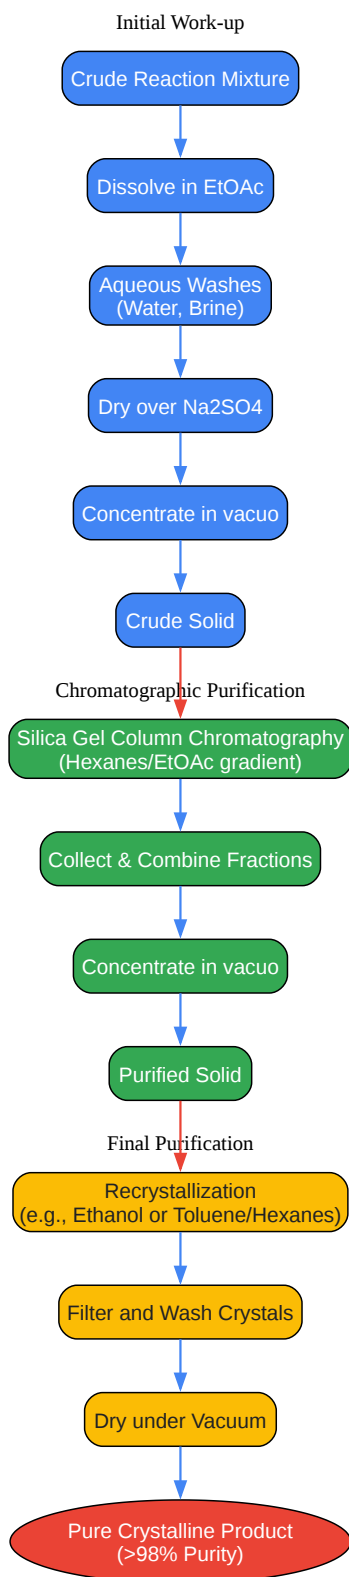 Initial Work-up
Crude Reaction Mixture
Dissolve in EtOAc
Aqueous Washes
(Water, Brine)
Dry over Na2SO4
Concentrate in vacuo
Crude Solid
Chromatographic Purification
Silica Gel Column Chromatography
(Hexanes/EtOAc gradient)
Collect & Combine Fractions
Concentrate in vacuo
Purified Solid
Final Purification
Recrystallization
(e.g., Ethanol or Toluene/Hexanes)
Filter and Wash Crystals
Dry under Vacuum
Pure Crystalline Product
(>98% Purity)